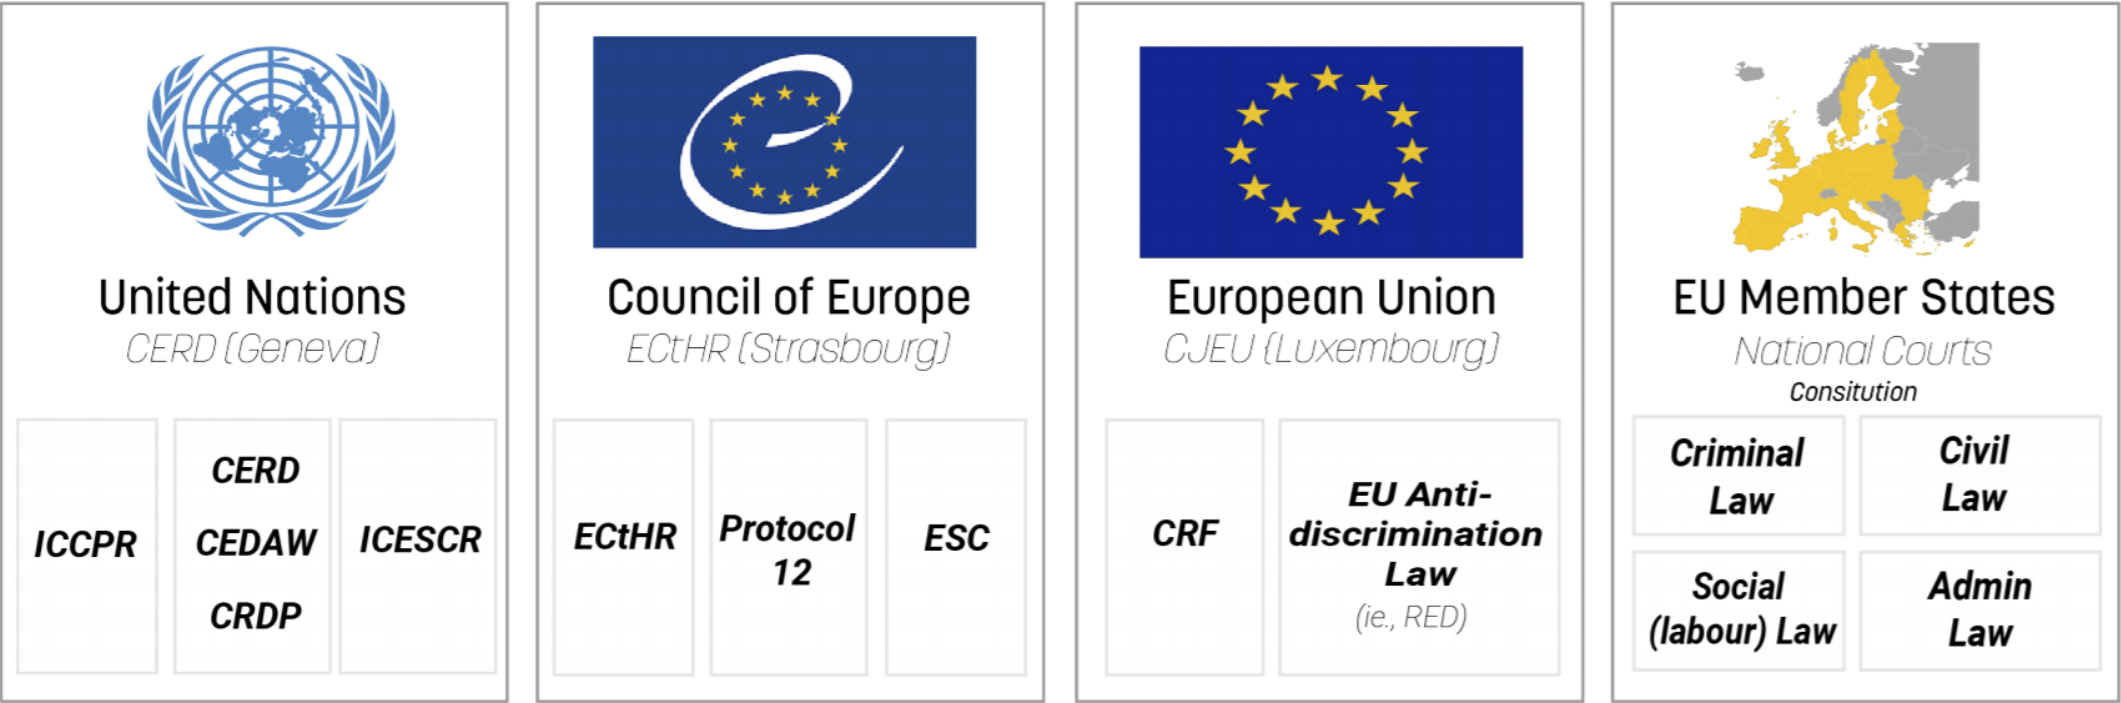 United Nations
CERD (Geneva)
ICCPR
CERD
CEDAW
CRDP
ICESCR
Council of Europe
ECtHR (Strasbourg)
ECtHR
Protocol
12
ESC
European Union
CJEU (Luxembourg)
CRF
EU Anti-
discrimination
Law
(ie., RED)
EU Member States
National Courts
Consitution
Criminal
Law
Civil
Law
Social
(labour) Law
Admin
Law